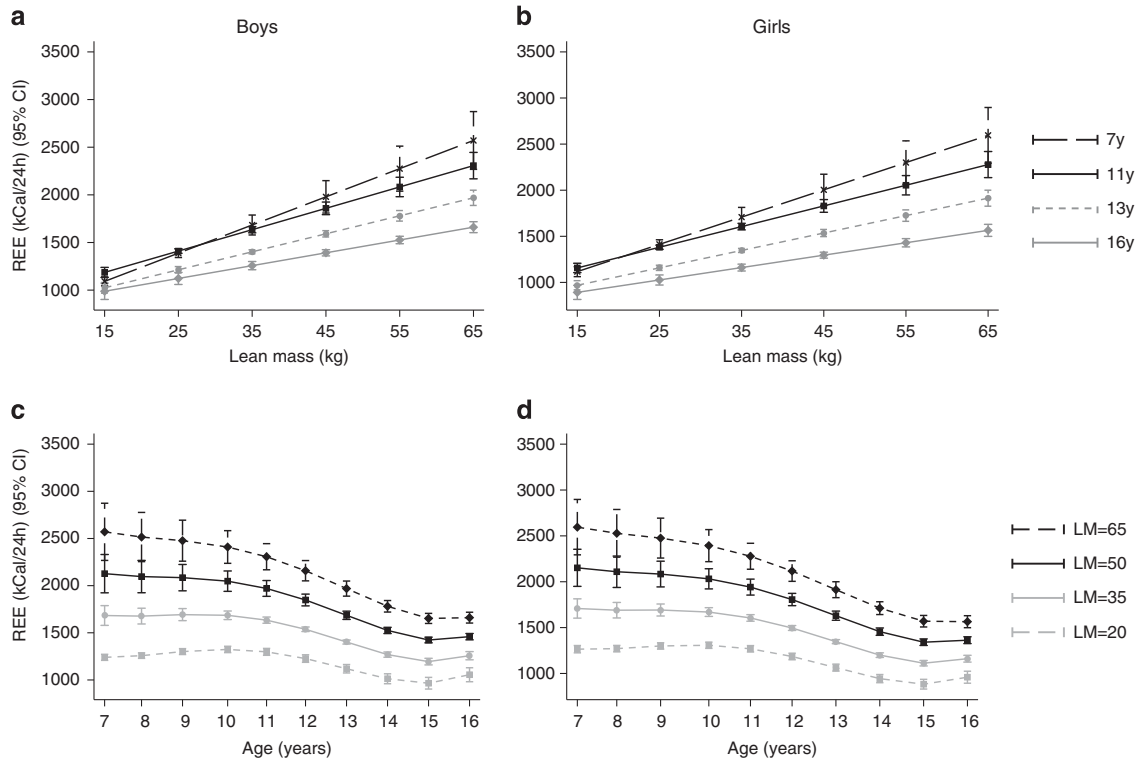 a
Boys
REE (kCal/24h) (95% CI)
3500
3000
2500
2000
1500
1000
15 25 35 45 55 65
Lean mass (kg)
b
Girls
3500
3000
2500
2000
1500
1000
15 25 35 45 55 65
Lean mass (kg)
7y
11y
13y
16y
c
REE (kCal/24h) (95% CI)
3500
3000
2500
2000
1500
1000
7 8 9 10 11 12 13 14 15 16
Age (years)
d
3500
3000
2500
2000
1500
1000
7 8 9 10 11 12 13 14 15 16
Age (years)
LM=65
LM=50
LM=35
LM=20